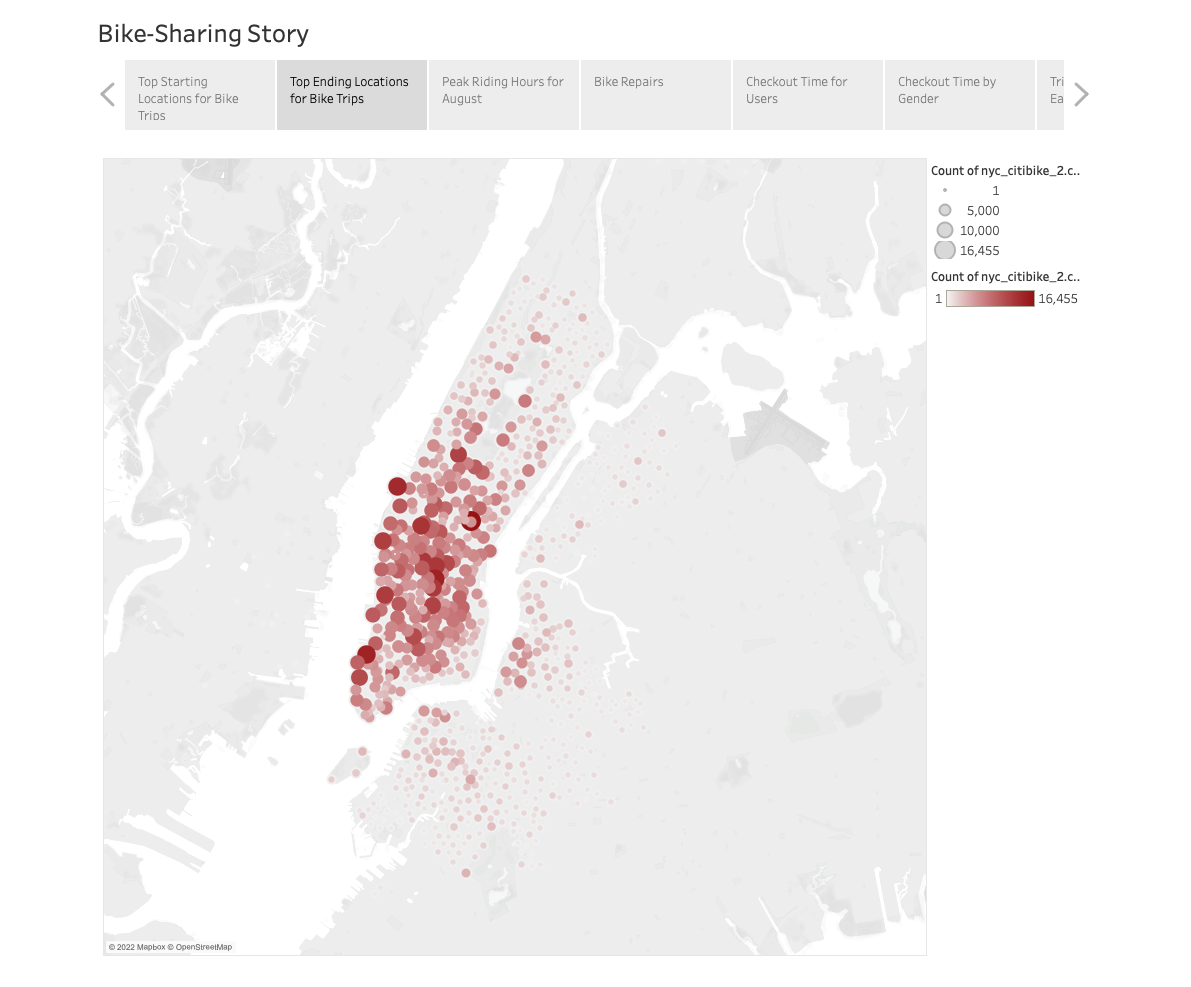 Bike-Sharing Story
Top Starting
Locations for Bike
Trips
Top Ending Locations
for Bike Trips
Peak Riding Hours for
August
Bike Repairs
Checkout Time for
Users
Checkout Time by
Gender
Tri
Ea
Count of nyc_citibike_2.c..
1
5,000
10,000
16,455
Count of nyc_citibike_2.c..
1 16,455
© 2022 Mapbox © OpenStreetMap